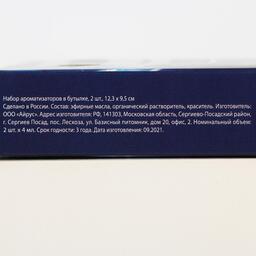 Набор ароматизаторов в бутылке, 2 шт., 12,3 х 9,5 см
Сделано в России. Состав: эфирные масла, органический растворитель, краситель. Изготовитель:
ООО «Айрус». Адрес изготовителя: РФ, 141303, Московская область, Сергиево-Посадский район,
г. Сергиев Посад, пос. Лесхоза, ул. Базисный питомник, дом 20, офис, 2. Номинальный объем:
2 шт. х 4 мл. Срок годности: 3 года. Дата изготовления: 09.2021.